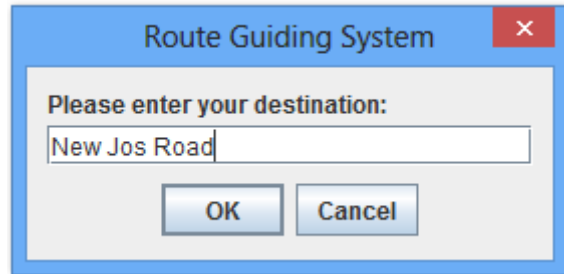 Route Guiding System
Please enter your destination:
New Jos Road
OK Cancel